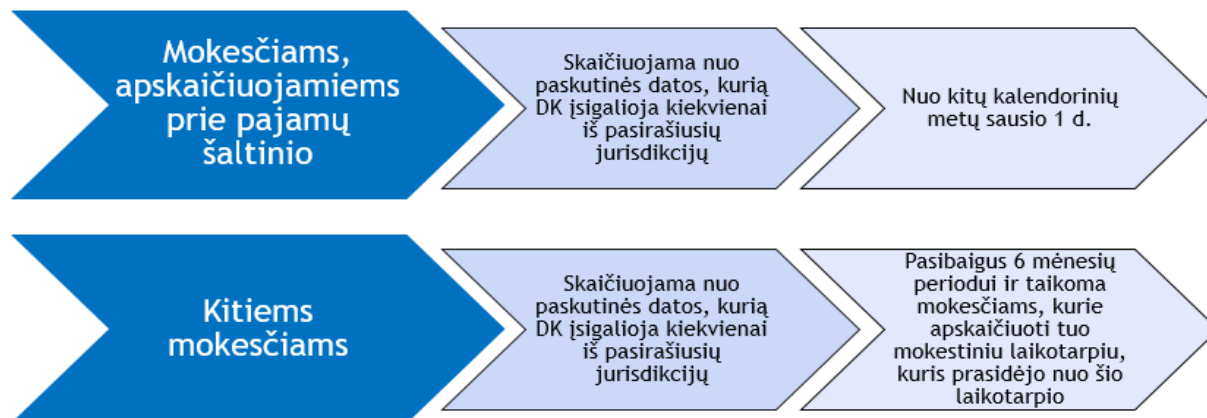 Mokesčiams,
apskaičiuojamiems
prie pajamų
šaltinio
Skaičiuojama nuo
paskutinės datos, kurią
DK įsigalioja kiekvienai
iš pasirašiusių
jurisdikcijų
Nuo kitų kalendorinių
metų sausio 1 d.
Kitiems
mokesčiams
Skaičiuojama nuo
paskutinės datos, kurią
DK įsigalioja kiekvienai
iš pasirašiusių
jurisdikcijų
Pasibaigus 6 mėnesių
periodui ir taikoma
mokesčiams, kurie
apskaičiuoti tuo
mokestiniu laikotarpiu,
kuris prasidėjo nuo šio
laikotarpio